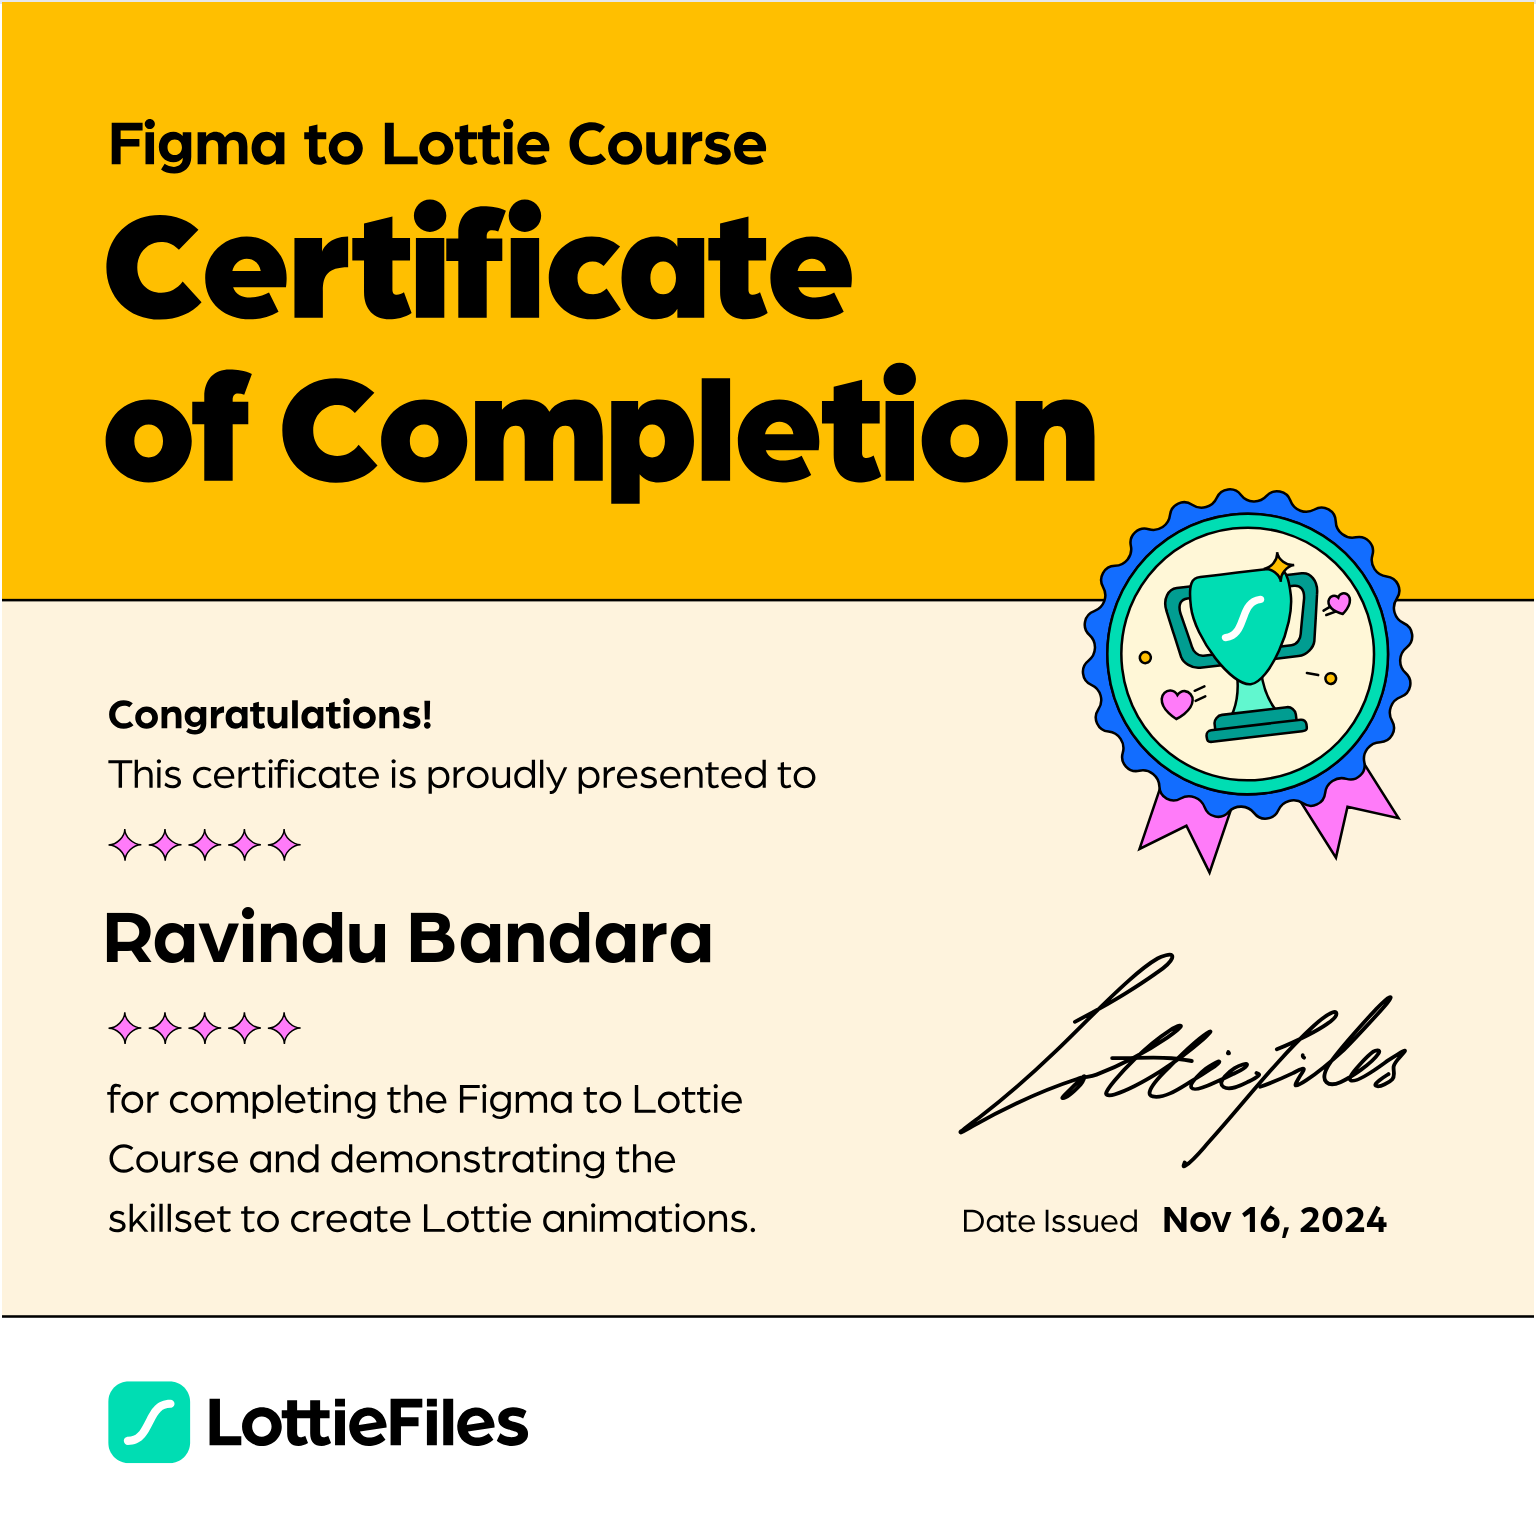 Figma to Lottie Course
Certificate
of Completion
Congratulations!
This certificate is proudly presented to
Ravindu Bandara
for completing the Figma to Lottie
Course and demonstrating the
skillset to create Lottie animations.
Lottiefiles
Date Issued Nov 16, 2024
LottieFiles